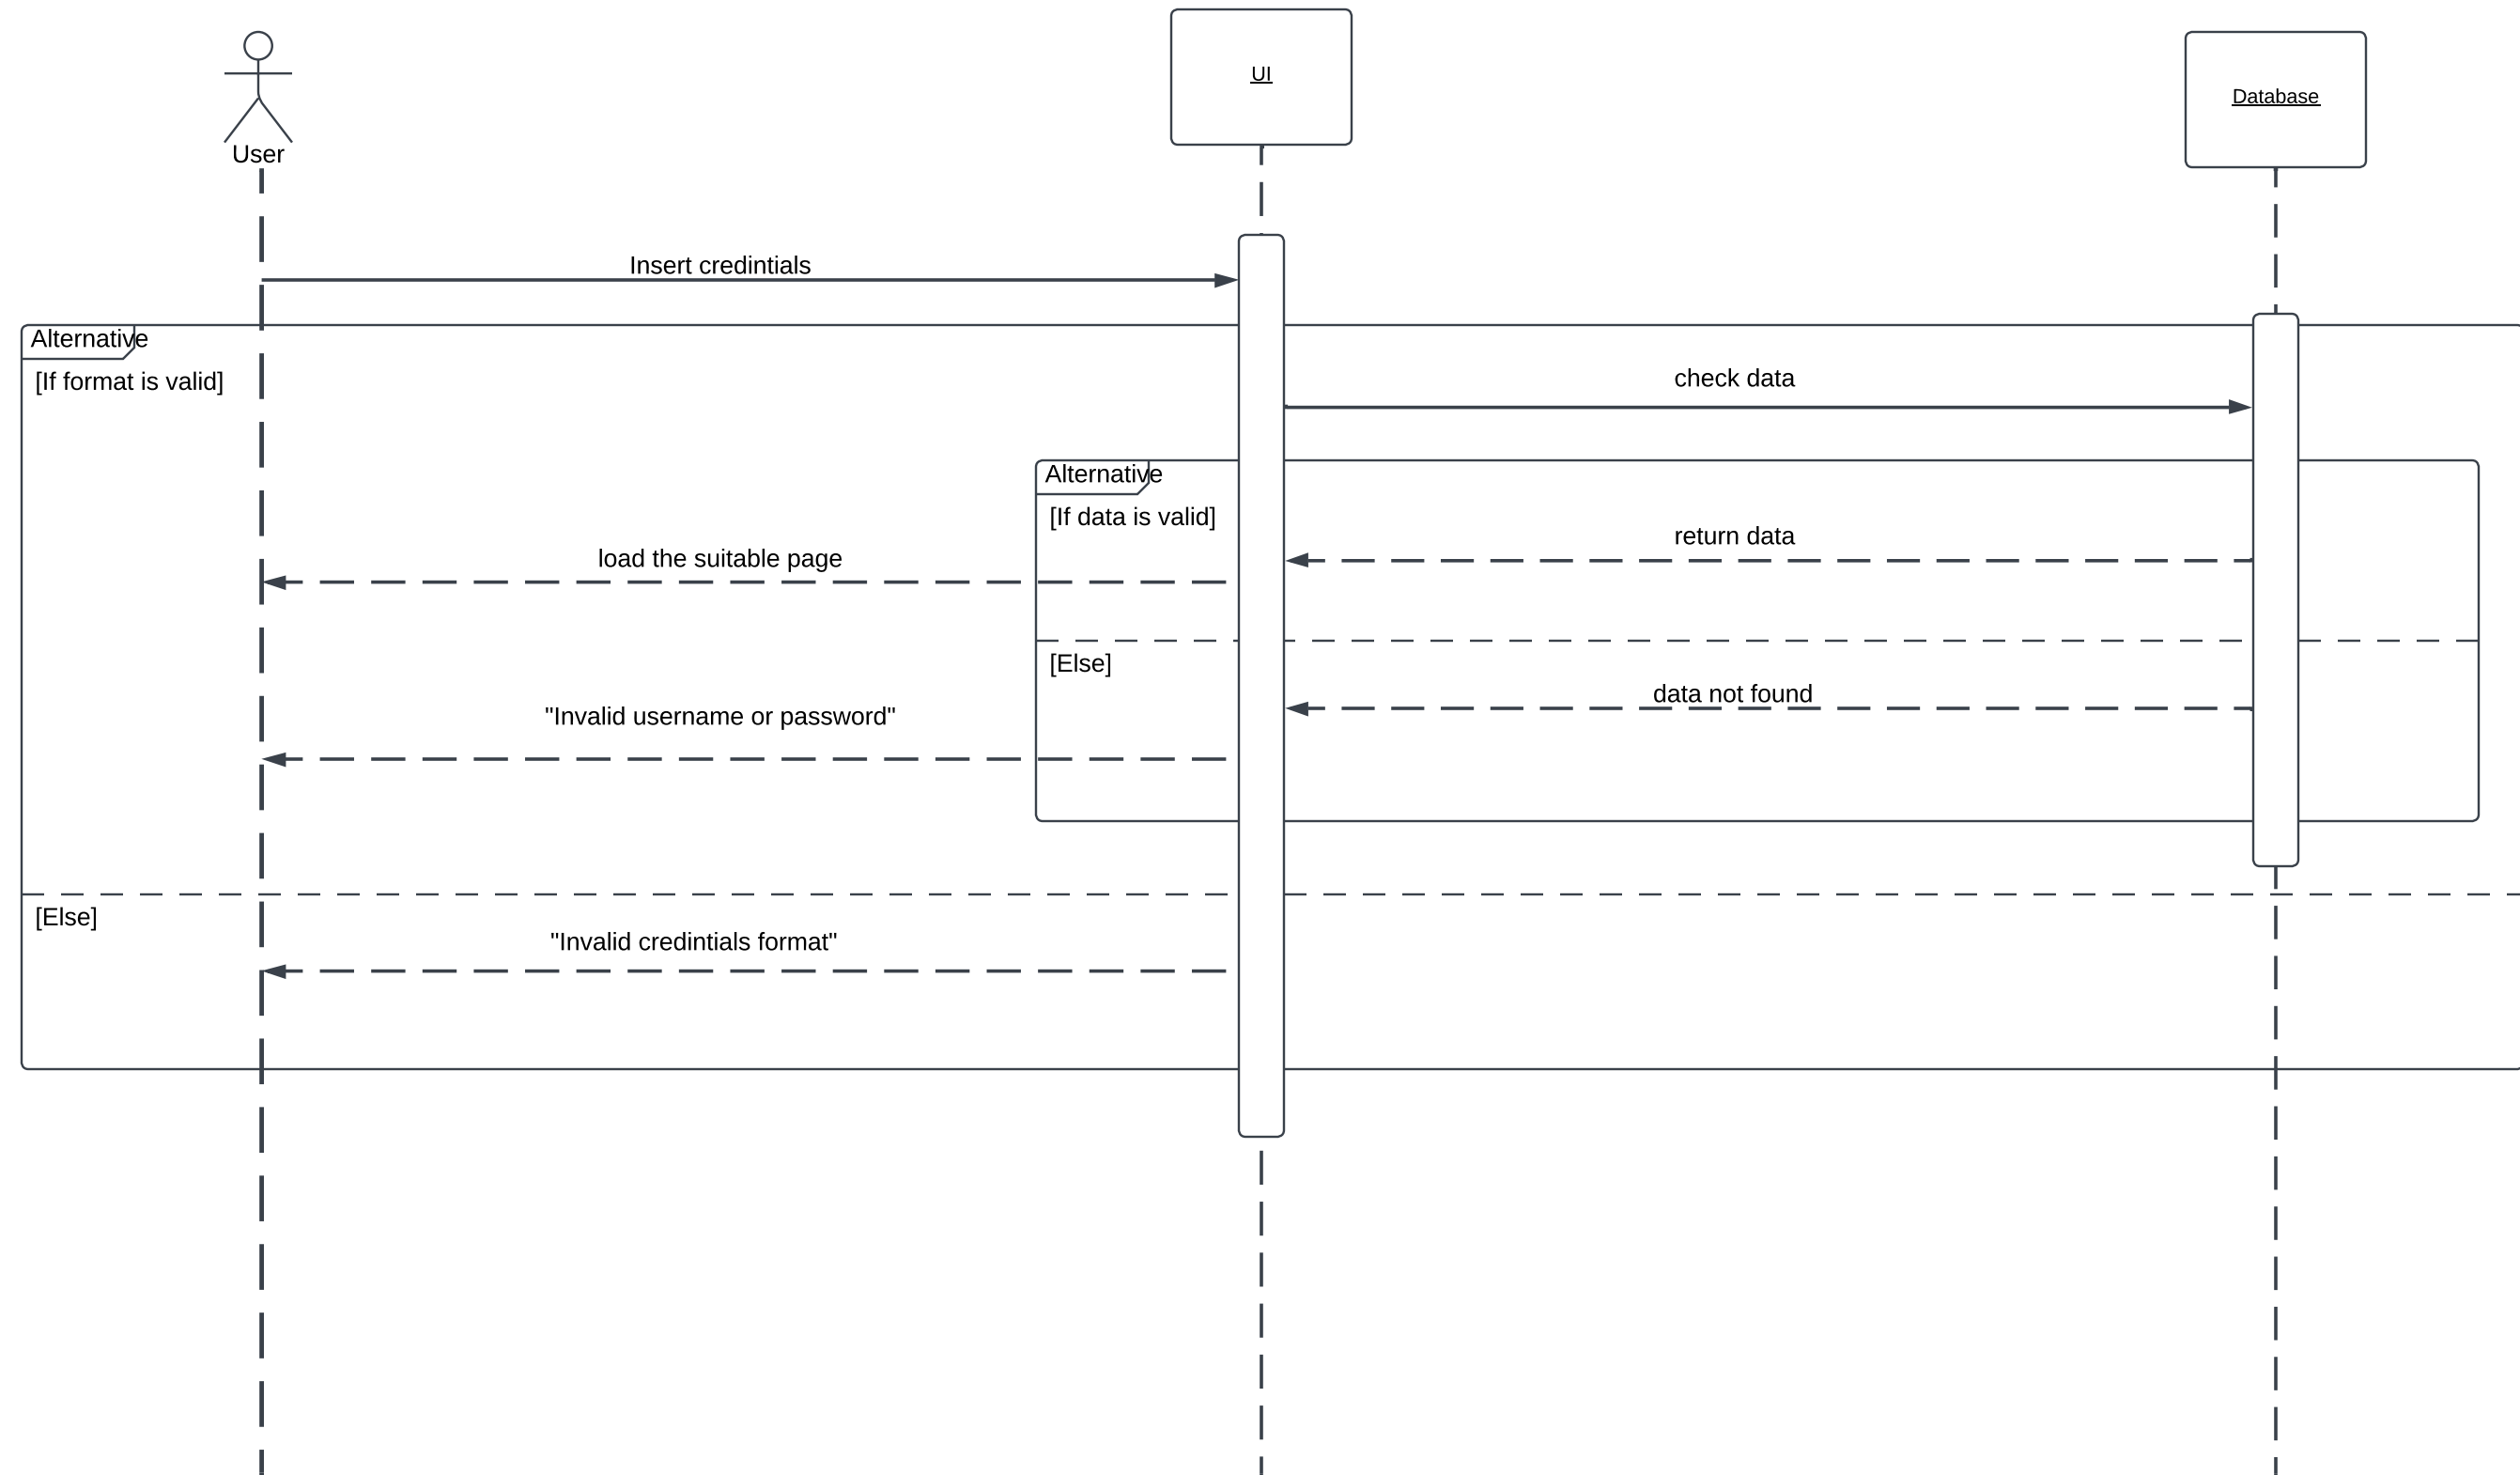 UI
Database
User
Insert credintials
Alternative
[If format is valid]
check data
Alternative
[If data is valid]
return data
load the suitable page
[Else]
data not found
"Invalid username or password"
[Else]
"Invalid credintials format"